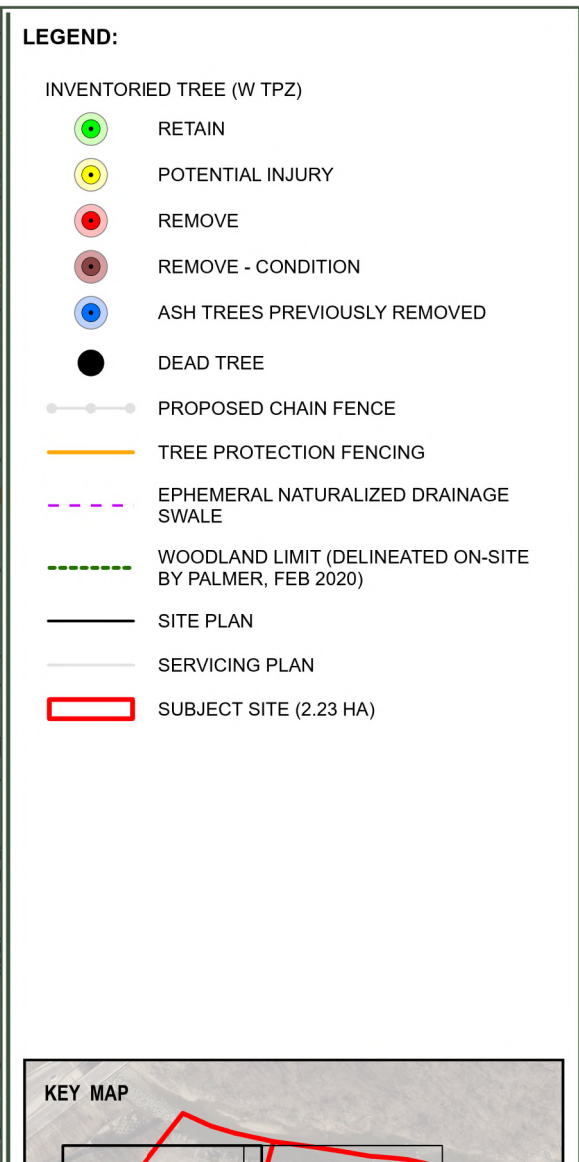 LEGEND:
INVENTORIED TREE (W TPZ)
RETAIN
POTENTIAL INJURY
REMOVE
REMOVE - CONDITION
ASH TREES PREVIOUSLY REMOVED
DEAD TREE
PROPOSED CHAIN FENCE
TREE PROTECTION FENCING
EPHEMERAL NATURALIZED DRAINAGE
SWALE
WOODLAND LIMIT (DELINEATED ON-SITE
BY PALMER, FEB 2020)
SITE PLAN
SERVICING PLAN
SUBJECT SITE (2.23 HA)
KEY MAP